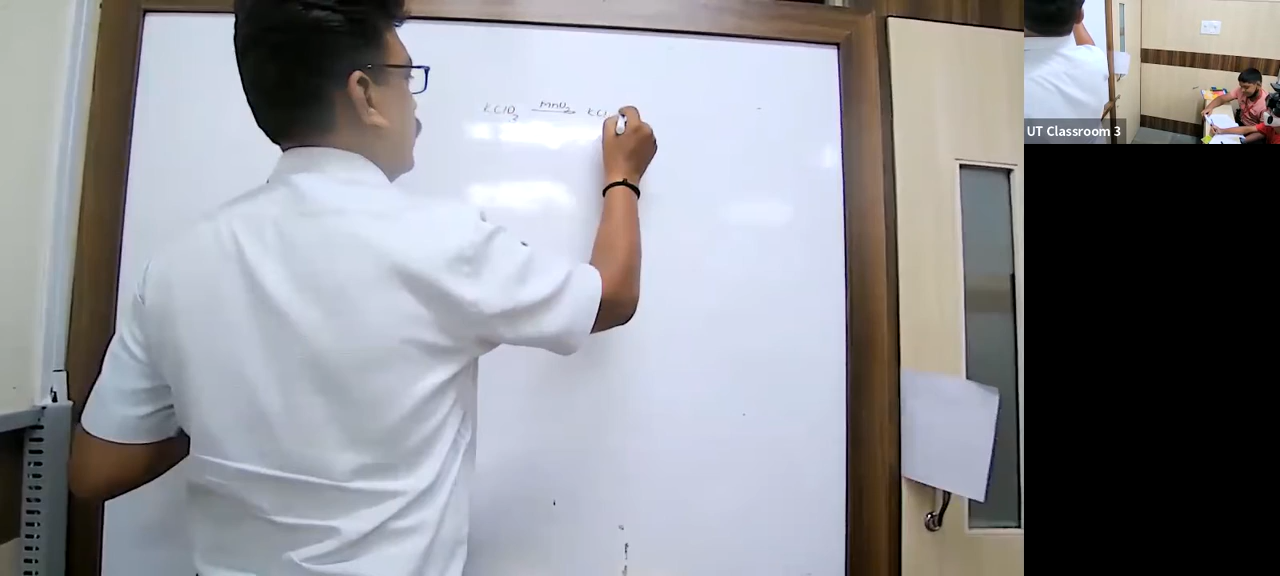 KClO₃ MnO₂ → KCl
UT Classroom 3